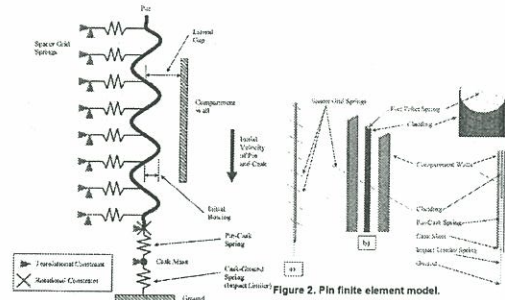 Pin
Spacer Grid
Springs
Lateral
Gap
Compartment
wall
Initial
Velocity
of Pin
and Cask
Initial
Bowing
Pin-Cask
Spring
Cask Mass
Cask-Ground
Spring
(Impact Limiter)
Ground
Translational Constraint
Rotational Constraint
Spacer Grid Springs
Fuel Pellet Spring
Cladding
Compartment Walls
Cladding
Pin-Cask Spring
Cask Mass
Impact Limiter Spring
Ground
a)
b)
Figure 2. Pin finite element model.